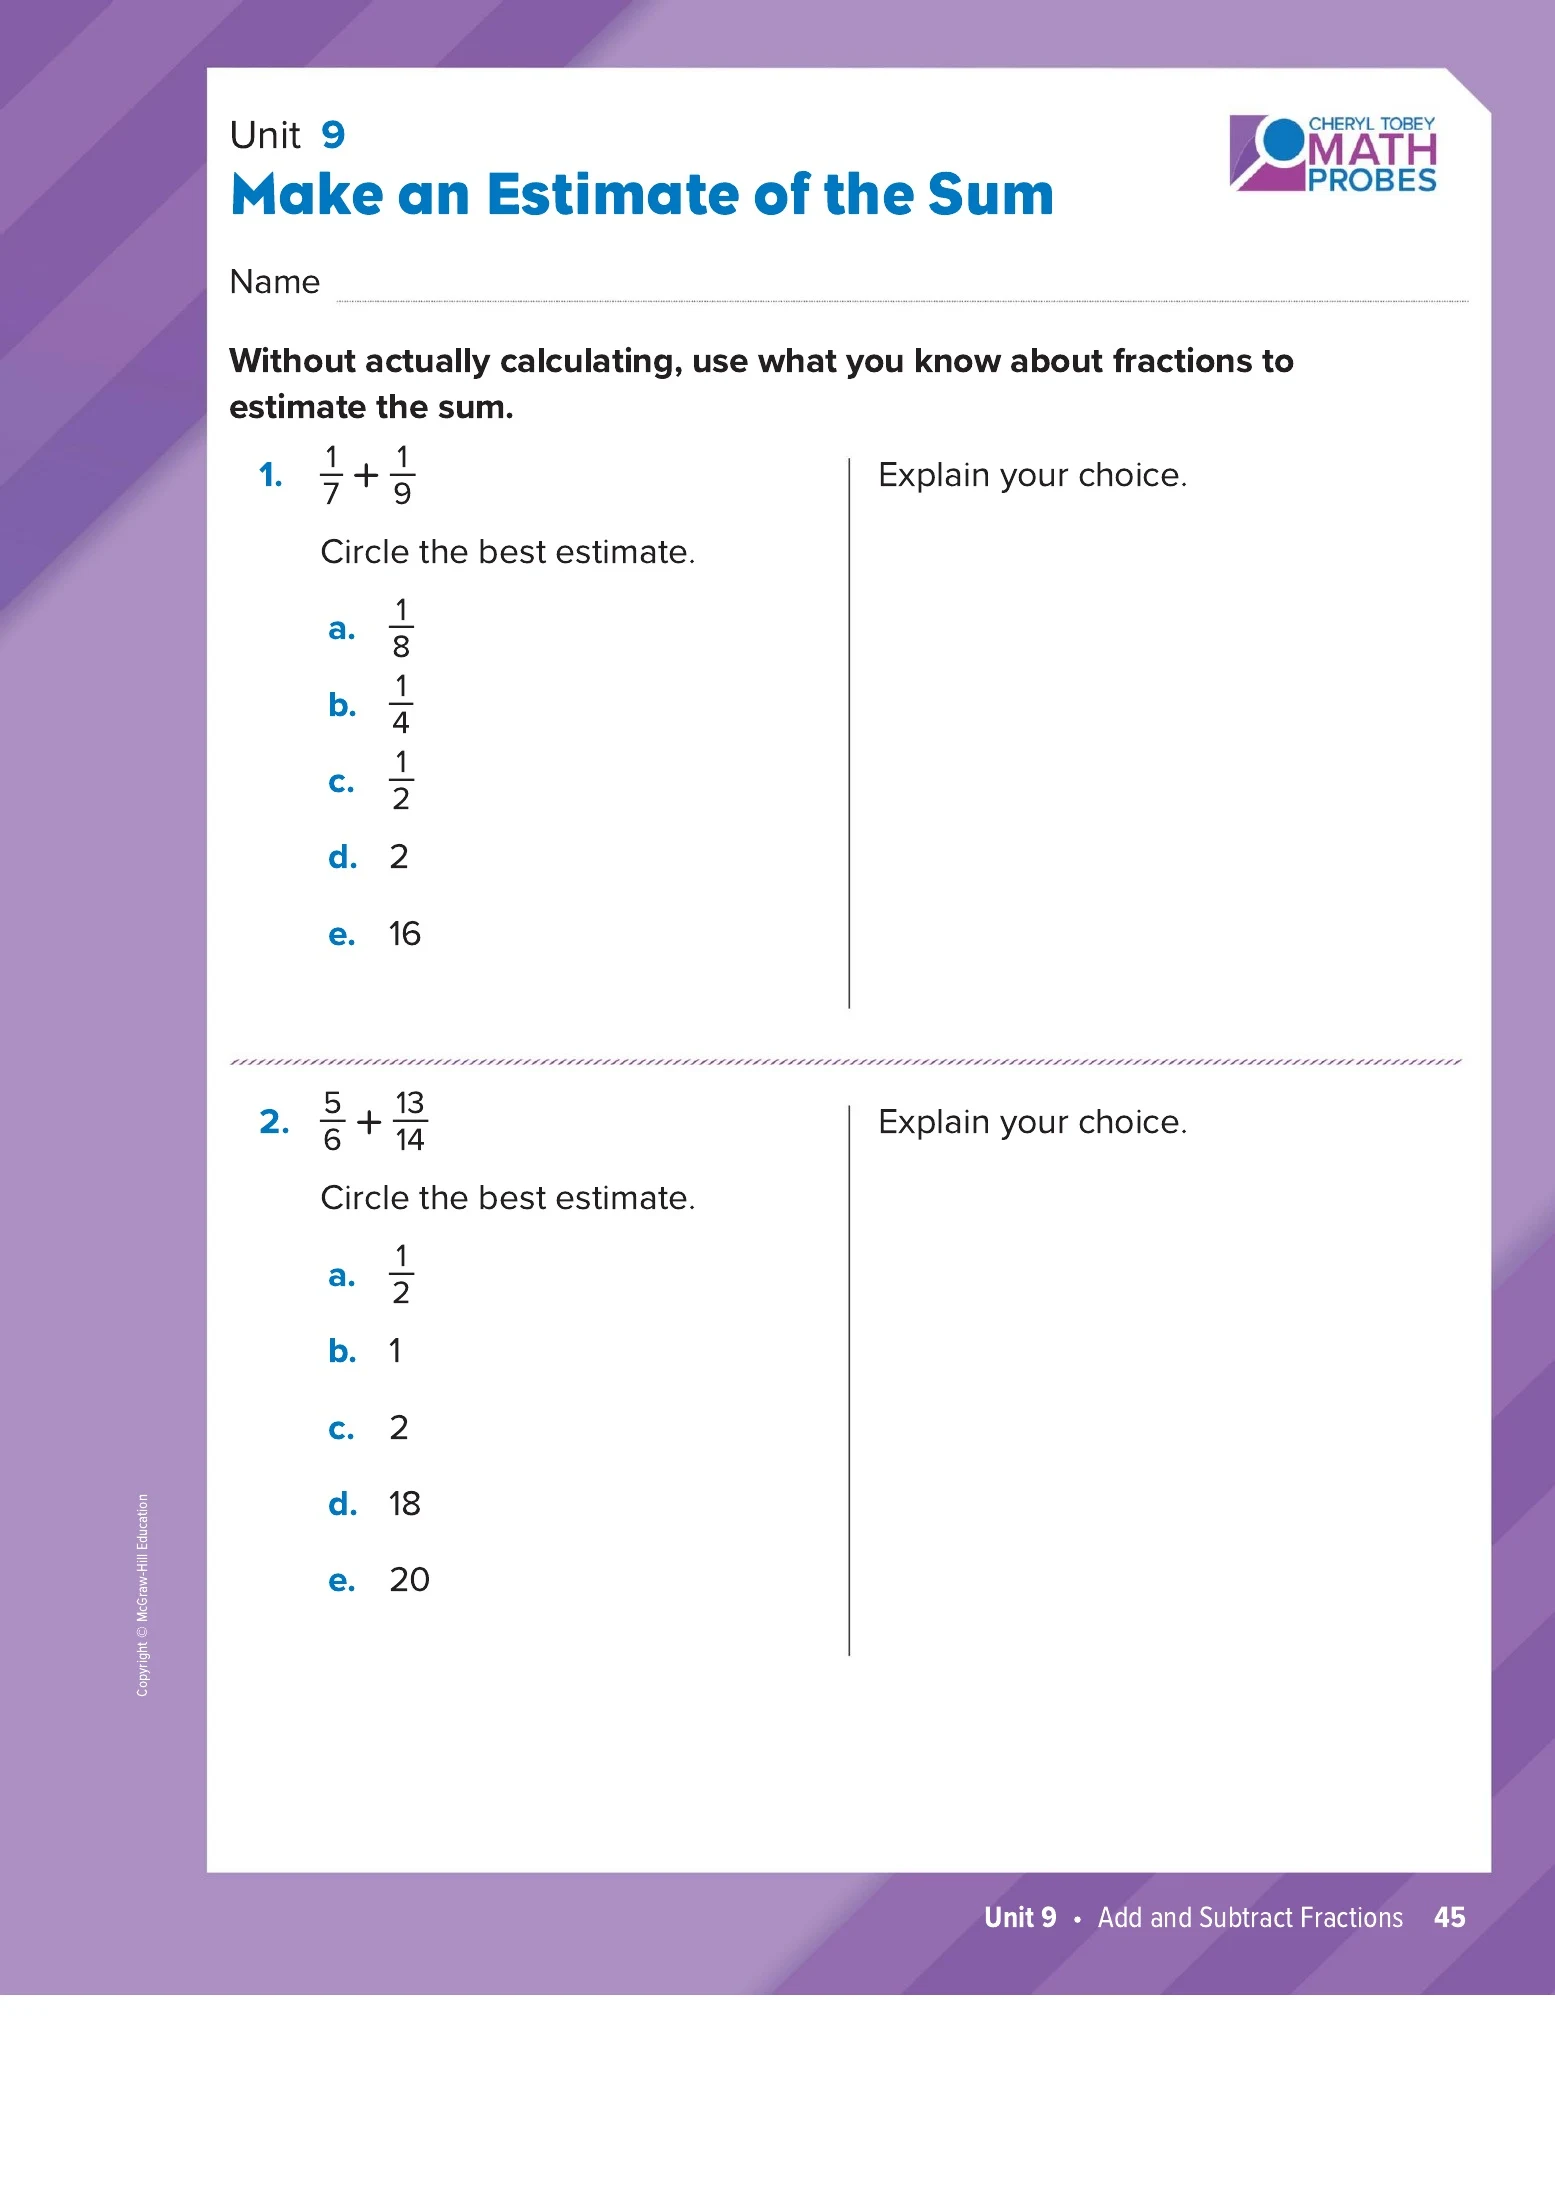 Unit 9
Make an Estimate of the Sum
CHERYL TOBEY
MATH
PROBES
Name
Without actually calculating, use what you know about fractions to
estimate the sum.
1. 1/7 + 1/9
Circle the best estimate.
a. 1/8
b. 1/4
c. 1/2
d. 2
e. 16
Explain your choice.
2. 5/6 + 13/14
Circle the best estimate.
a. 1/2
b. 1
c. 2
d. 18
e. 20
Explain your choice.
Copyright © McGraw-Hill Education
Unit 9 • Add and Subtract Fractions 45